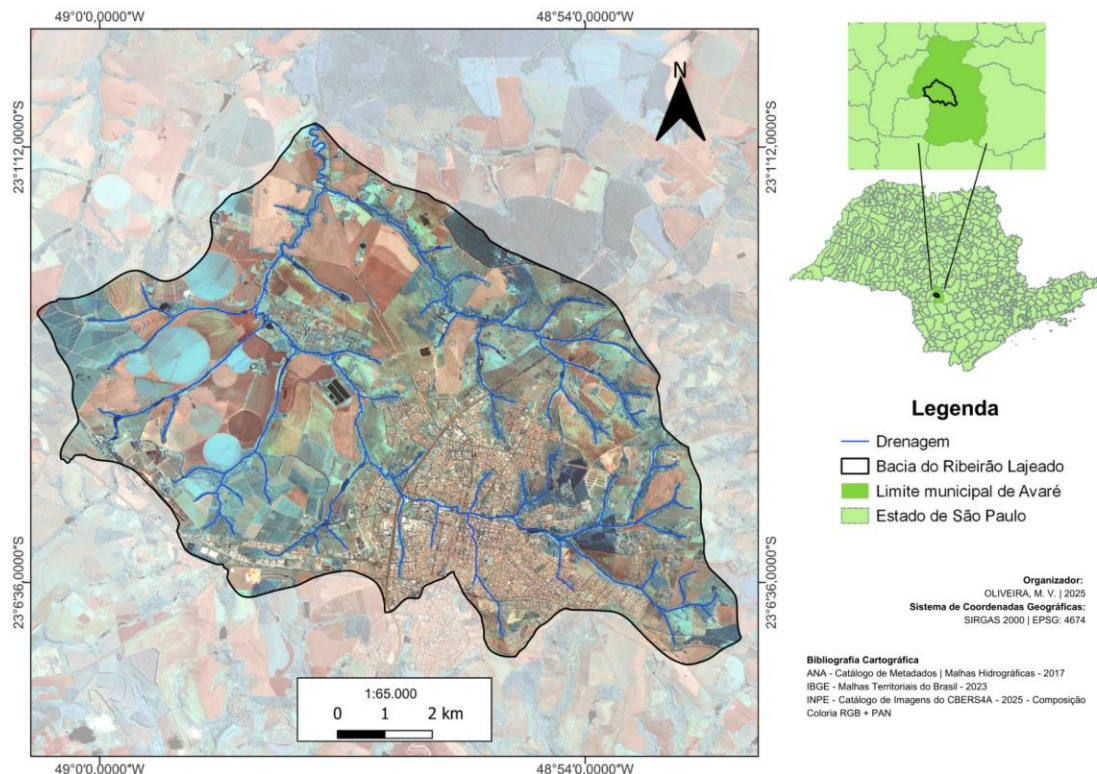 49°0′0,0000″W
48°54′0,0000″W
23°1′12,0000″S
23°1′12,0000″S
N
23°6′36,0000″S
23°6′36,0000″S
1:65.000
0 1 2 km
49°0′0,0000″W
48°54′0,0000″W
Legenda
Drenagem
Bacia do Ribeirão Lajeado
Limite municipal de Avaré
Estado de São Paulo
Organizador:
OLIVEIRA, M. V. | 2025
Sistema de Coordenadas Geográficas:
SIRGAS 2000 | EPSG: 4674
Bibliografia Cartográfica
ANA - Catálogo de Metadados | Malhas Hidrográficas - 2017
IBGE - Malhas Territoriais do Brasil - 2023
INPE - Catálogo de Imagens do CBERS4A - 2025 - Composição
Coloria RGB + PAN